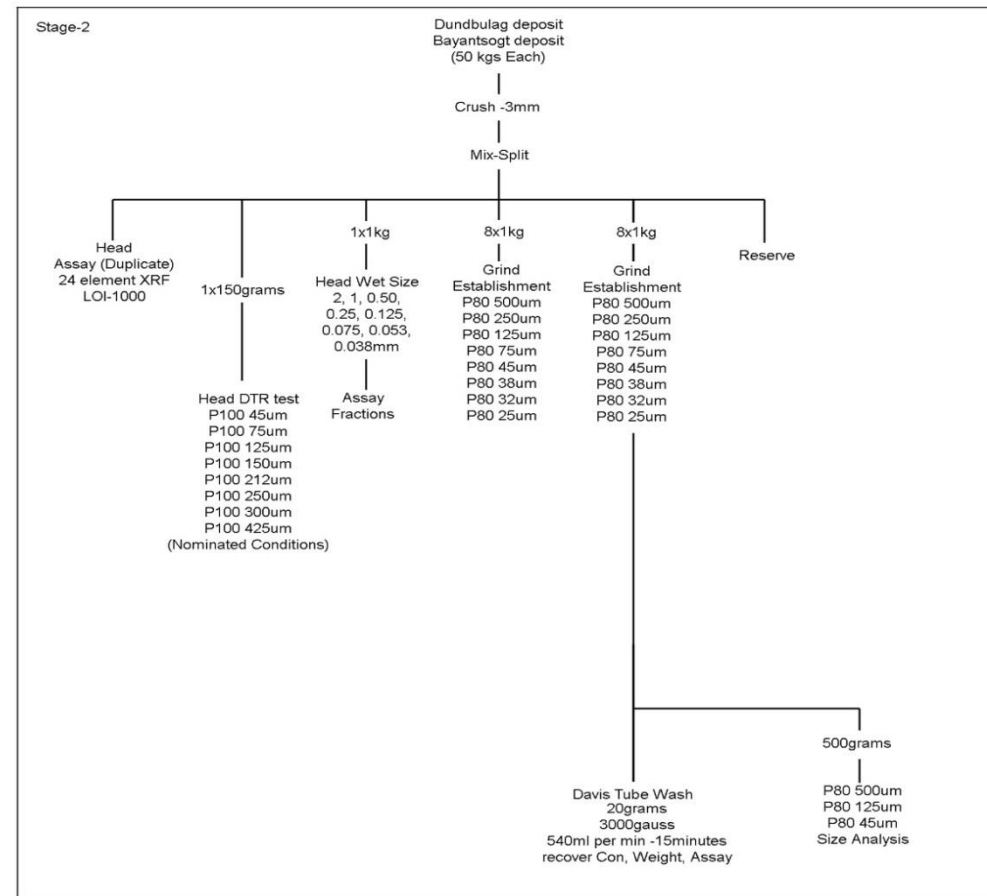 Stage-2
Dundbulag deposit
Bayantsogt deposit
(50 kgs Each)
Crush -3mm
Mix-Split
Head
Assay (Duplicate)
24 element XRF
LOI-1000
1x150grams
Head DTR test
P100 45um
P100 75um
P100 125um
P100 150um
P100 212um
P100 250um
P100 300um
P100 425um
(Nominated Conditions)
1x1kg
Head Wet Size
2, 1, 0.50,
0.25, 0.125,
0.075, 0.053,
0.038mm
Assay
Fractions
8x1kg
Grind
Establishment
P80 500um
P80 250um
P80 125um
P80 75um
P80 45um
P80 38um
P80 32um
P80 25um
8x1kg
Grind
Establishment
P80 500um
P80 250um
P80 125um
P80 75um
P80 45um
P80 38um
P80 32um
P80 25um
Reserve
Davis Tube Wash
20grams
3000gauss
540ml per min -15minutes
recover Con, Weight, Assay
500grams
P80 500um
P80 125um
P80 45um
Size Analysis